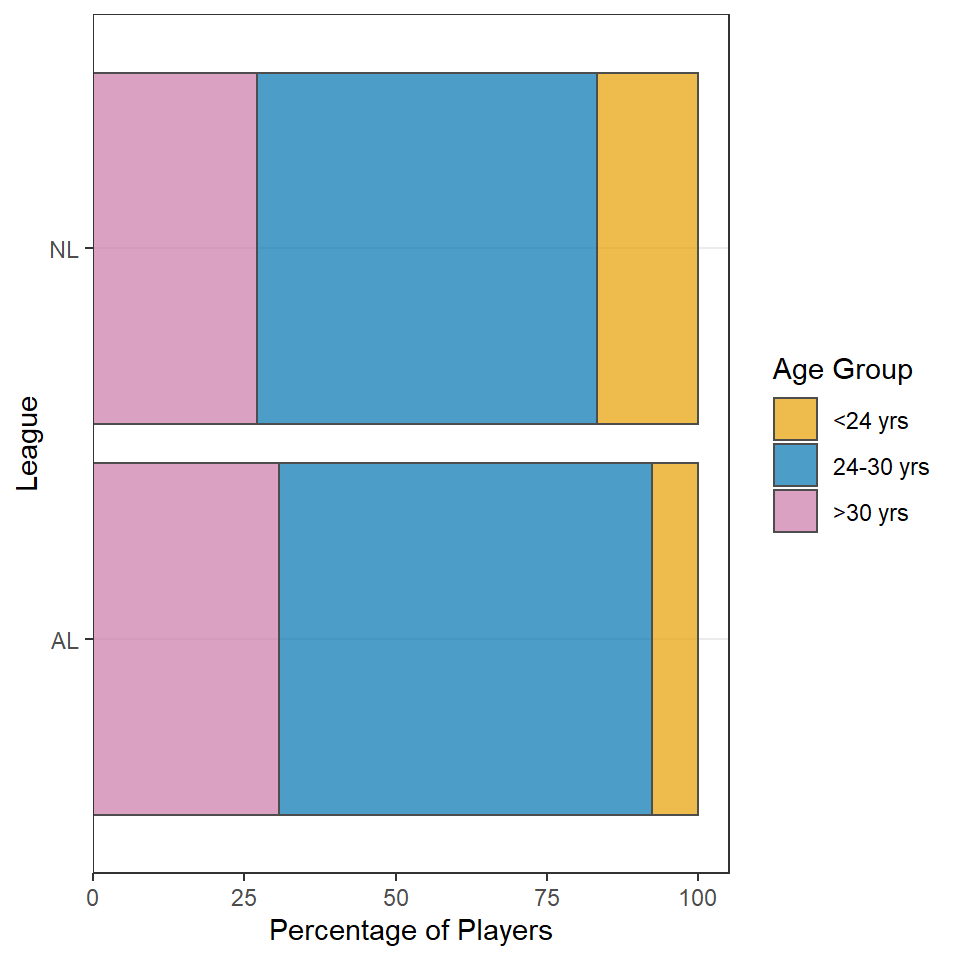 NL
AL
League
0 25 50 75 100
Percentage of Players
Age Group
<24 yrs
24-30 yrs
>30 yrs